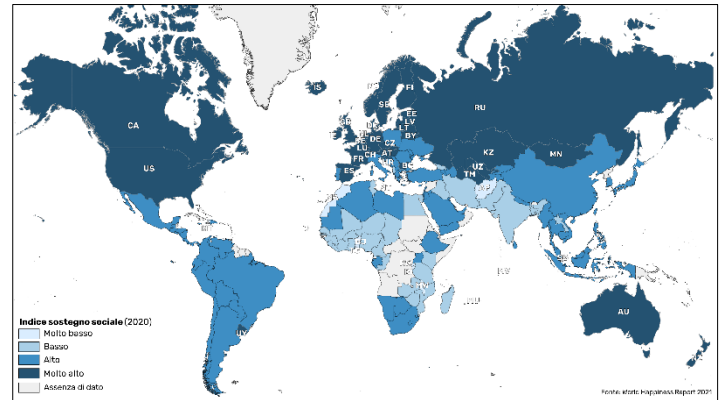 IS
FI
SE
RU
CA
EE
LV
LT
BY
DE
CZ
LU
AT
FR
CH
KZ
MN
US
ES
UZ
TM
AU
UY
Indice sostegno sociale (2020)
Molto basso
Basso
Alto
Molto alto
Assenza di dato
Fonte: World Happiness Report 2021